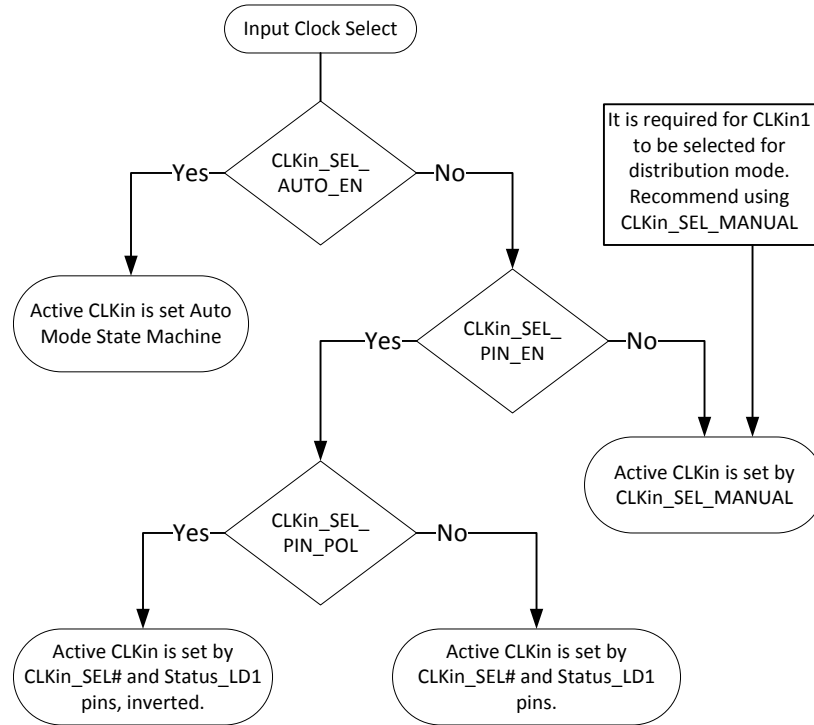 Input Clock Select
CLKin_SEL_
AUTO_EN
Yes
No
It is required for CLKin1
to be selected for
distribution mode.
Recommend using
CLKin_SEL_MANUAL
Active CLKin is set Auto
Mode State Machine
CLKin_SEL_
PIN_EN
Yes
No
Active CLKin is set by
CLKin_SEL_MANUAL
CLKin_SEL_
PIN_POL
Yes
No
Active CLKin is set by
CLKin_SEL# and Status_LD1
pins, inverted.
Active CLKin is set by
CLKin_SEL# and Status_LD1
pins.